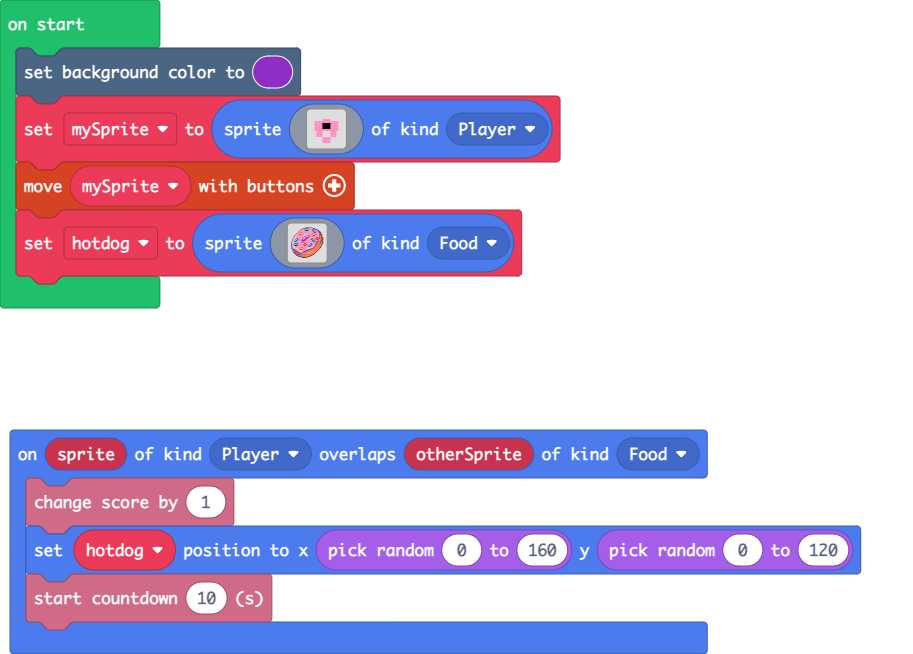 on start
set background color to
set mySprite to sprite of kind Player
move mySprite with buttons
set hotdog to sprite of kind Food
on sprite of kind Player overlaps otherSprite of kind Food
change score by 1
set hotdog position to x pick random 0 to 160 y pick random 0 to 120
start countdown 10 (s)